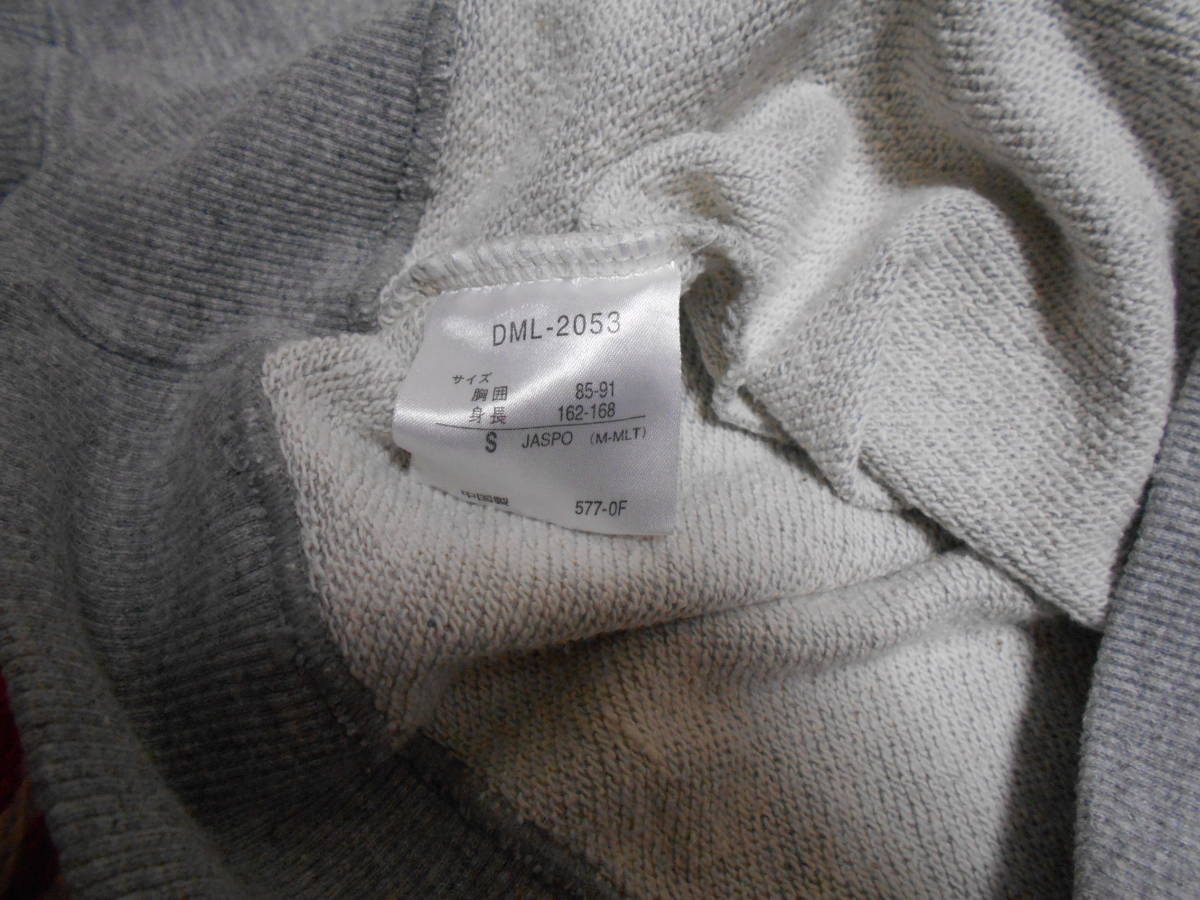 DML-2053
サイズ
胸囲 85-91
身長 162-168
S JASPO (M-MLT)
中国製 577-0F